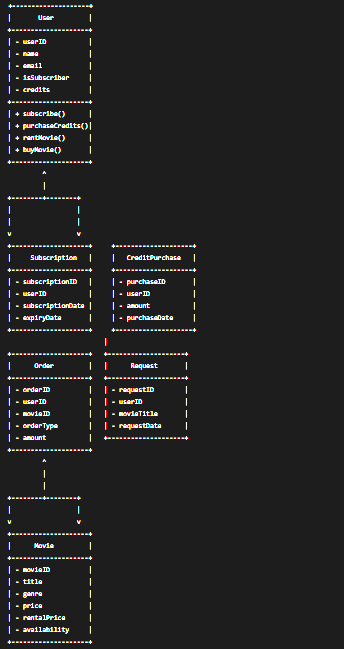 User
- userID
- name
- email
- isSubscriber
- credits
+ subscribe()
+ purchaseCredits()
+ rentMovie()
+ buyMovie()
Subscription CreditPurchase
- subscriptionID - purchaseID
- userID - userID
- subscriptionDate - amount
- expiryDate - purchaseDate
Order Request
- orderID - requestID
- userID - userID
- movieID - movieTitle
- orderType - requestDate
- amount
Movie
- movieID
- title
- genre
- price
- rentalPrice
- availability